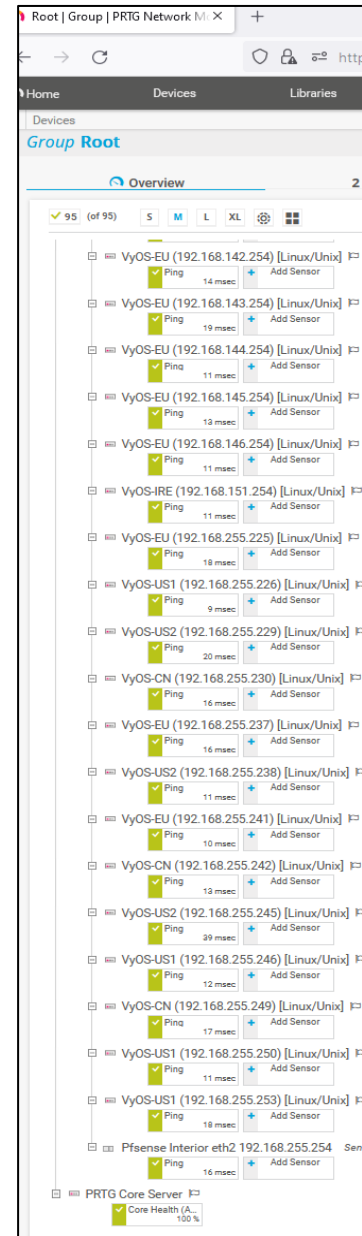 Root | Group | PRTG Network Mo
http
Home Devices Libraries
Devices
Group Root
Overview 2
95 (of 95) S M L XL
VyOS-EU (192.168.142.254) [Linux/Unix]
Ping 14 msec Add Sensor
VyOS-EU (192.168.143.254) [Linux/Unix]
Ping 19 msec Add Sensor
VyOS-EU (192.168.144.254) [Linux/Unix]
Ping 11 msec Add Sensor
VyOS-EU (192.168.145.254) [Linux/Unix]
Ping 13 msec Add Sensor
VyOS-EU (192.168.146.254) [Linux/Unix]
Ping 11 msec Add Sensor
VyOS-IRE (192.168.151.254) [Linux/Unix]
Ping 11 msec Add Sensor
VyOS-EU (192.168.255.225) [Linux/Unix]
Ping 18 msec Add Sensor
VyOS-US1 (192.168.255.226) [Linux/Unix]
Ping 9 msec Add Sensor
VyOS-US2 (192.168.255.229) [Linux/Unix]
Ping 20 msec Add Sensor
VyOS-CN (192.168.255.230) [Linux/Unix]
Ping 16 msec Add Sensor
VyOS-EU (192.168.255.237) [Linux/Unix]
Ping 16 msec Add Sensor
VyOS-US2 (192.168.255.238) [Linux/Unix]
Ping 11 msec Add Sensor
VyOS-EU (192.168.255.241) [Linux/Unix]
Ping 10 msec Add Sensor
VyOS-CN (192.168.255.242) [Linux/Unix]
Ping 13 msec Add Sensor
VyOS-US2 (192.168.255.245) [Linux/Unix]
Ping 39 msec Add Sensor
VyOS-US1 (192.168.255.246) [Linux/Unix]
Ping 12 msec Add Sensor
VyOS-CN (192.168.255.249) [Linux/Unix]
Ping 17 msec Add Sensor
VyOS-US1 (192.168.255.250) [Linux/Unix]
Ping 11 msec Add Sensor
VyOS-US1 (192.168.255.253) [Linux/Unix]
Ping 18 msec Add Sensor
Pfsense Interior eth2 192.168.255.254 Sen
Ping 16 msec Add Sensor
PRTG Core Server
Core Health (A...
100 %